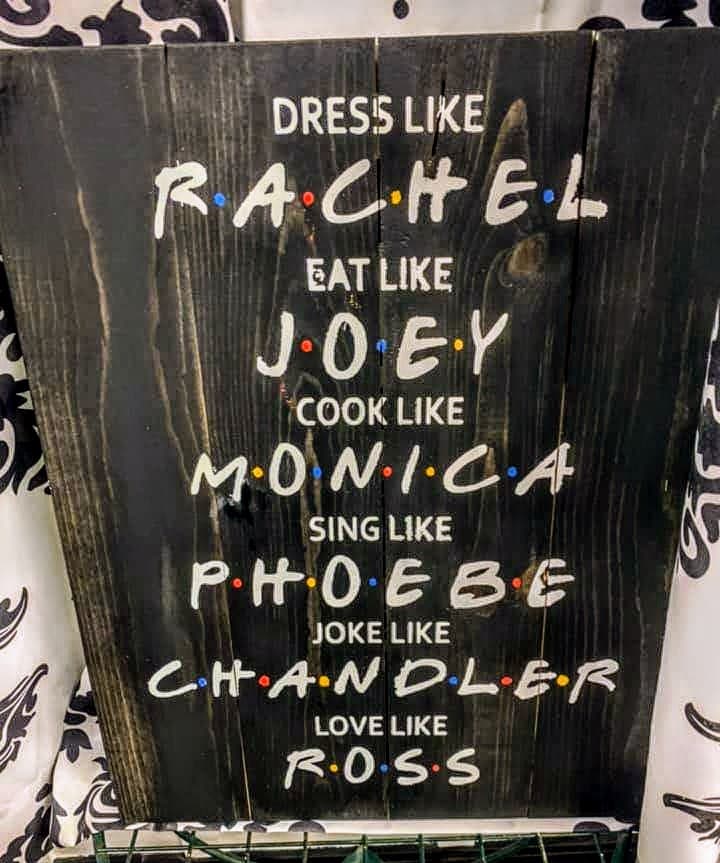 DRESS LIKE
R·A·C·H E·L
EAT LIKE
J·O·E·Y
COOK LIKE
M·O·N·I·C·A
SING LIKE
P·H·O·E B·E
JOKE LIKE
C·H·A·N D·L·E·R
LOVE LIKE
R·O·S·S